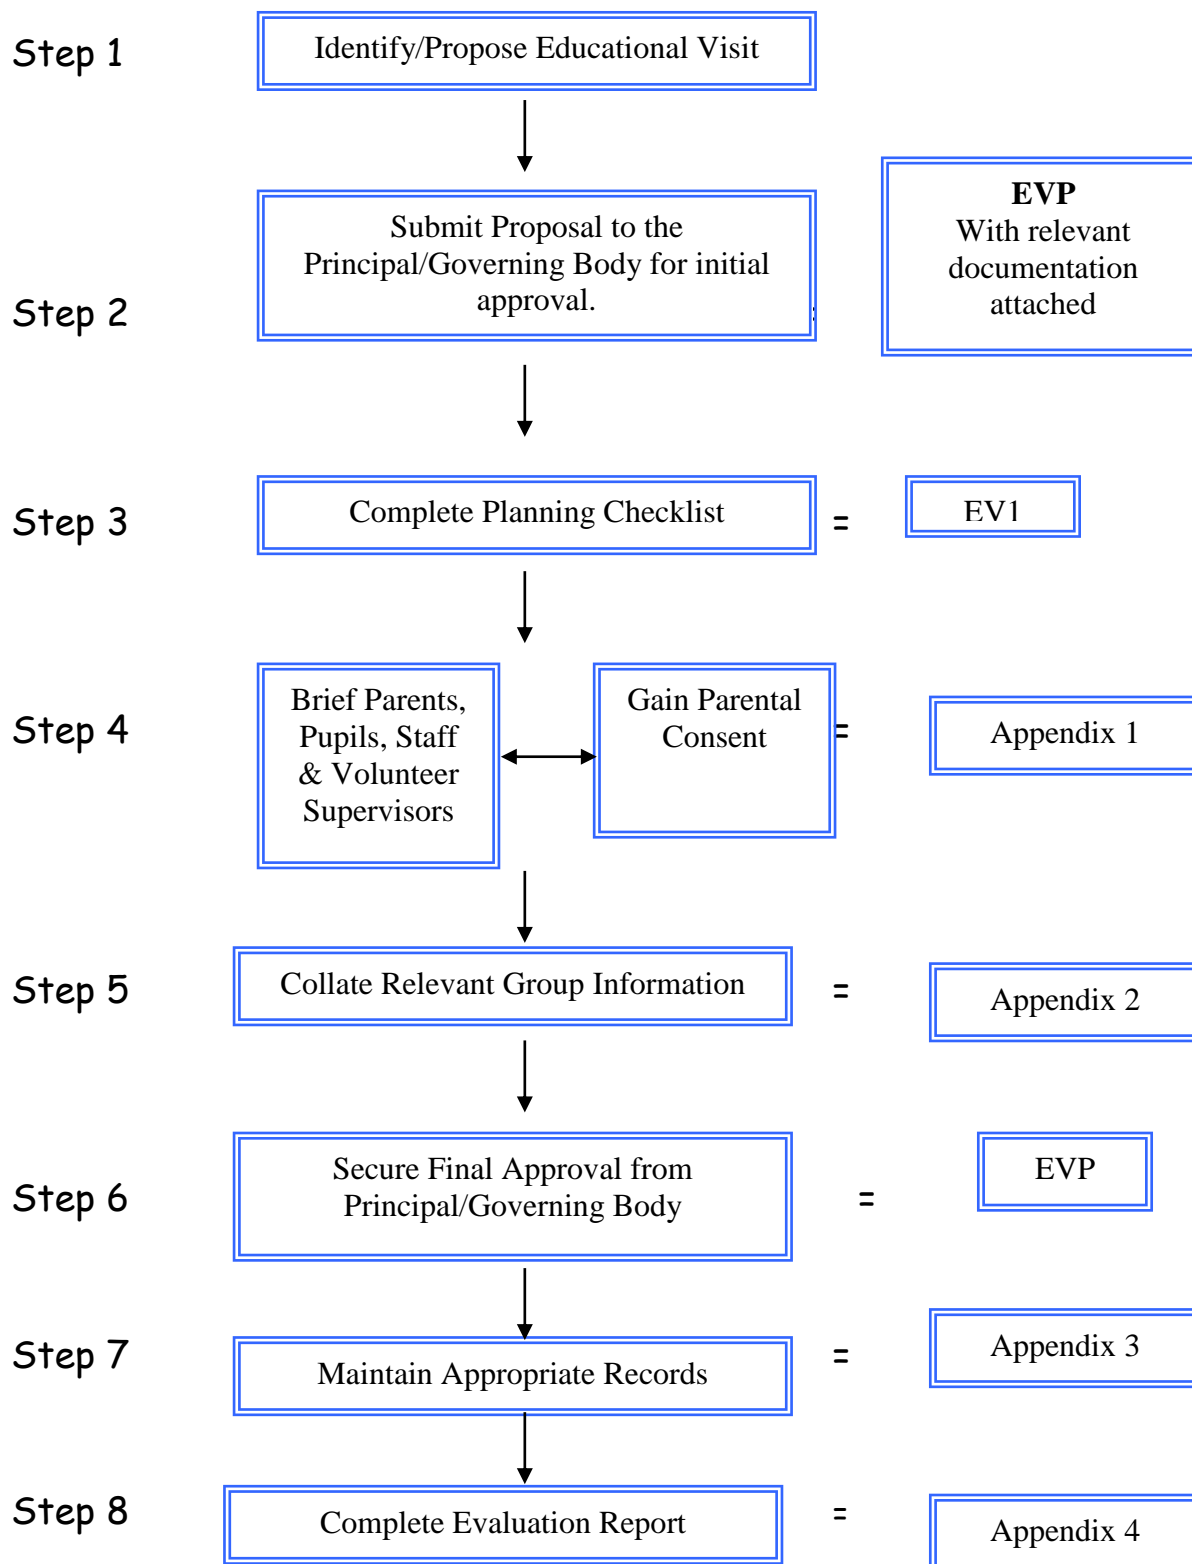 Step 1
Identify/Propose Educational Visit
Step 2
Submit Proposal to the
Principal/Governing Body for initial
approval.
EVP
With relevant
documentation
attached
Step 3
Complete Planning Checklist
=
EV1
Step 4
Brief Parents,
Pupils, Staff
& Volunteer
Supervisors
Gain Parental
Consent
=
Appendix 1
Step 5
Collate Relevant Group Information
=
Appendix 2
Step 6
Secure Final Approval from
Principal/Governing Body
=
EVP
Step 7
Maintain Appropriate Records
=
Appendix 3
Step 8
Complete Evaluation Report
=
Appendix 4